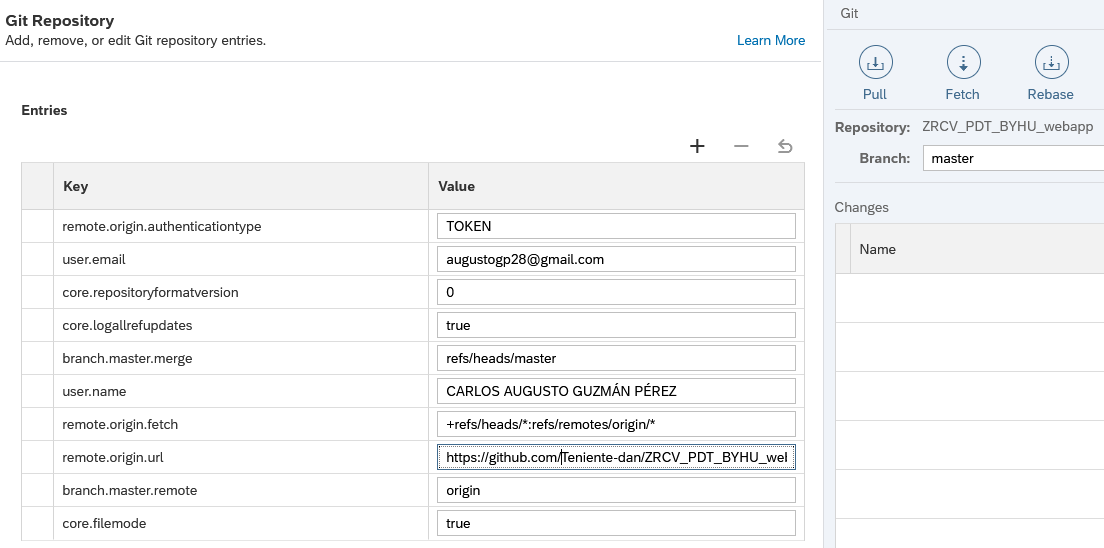 Git Repository
Add, remove, or edit Git repository entries.
Learn More
Entries
Key Value
remote.origin.authenticationtype TOKEN
user.email augustogp28@gmail.com
core.repositoryformatversion 0
core.logallrefupdates true
branch.master.merge refs/heads/master
user.name CARLOS AUGUSTO GUZMÁN PÉREZ
remote.origin.fetch +refs/heads/*:refs/remotes/origin/*
remote.origin.url https://github.com/Teniente-dan/ZRCV_PDT_BYHU_wel
branch.master.remote origin
core.filemode true
Git
Pull Fetch Rebase
Repository: ZRCV_PDT_BYHU_webapp
Branch: master
Changes
Name